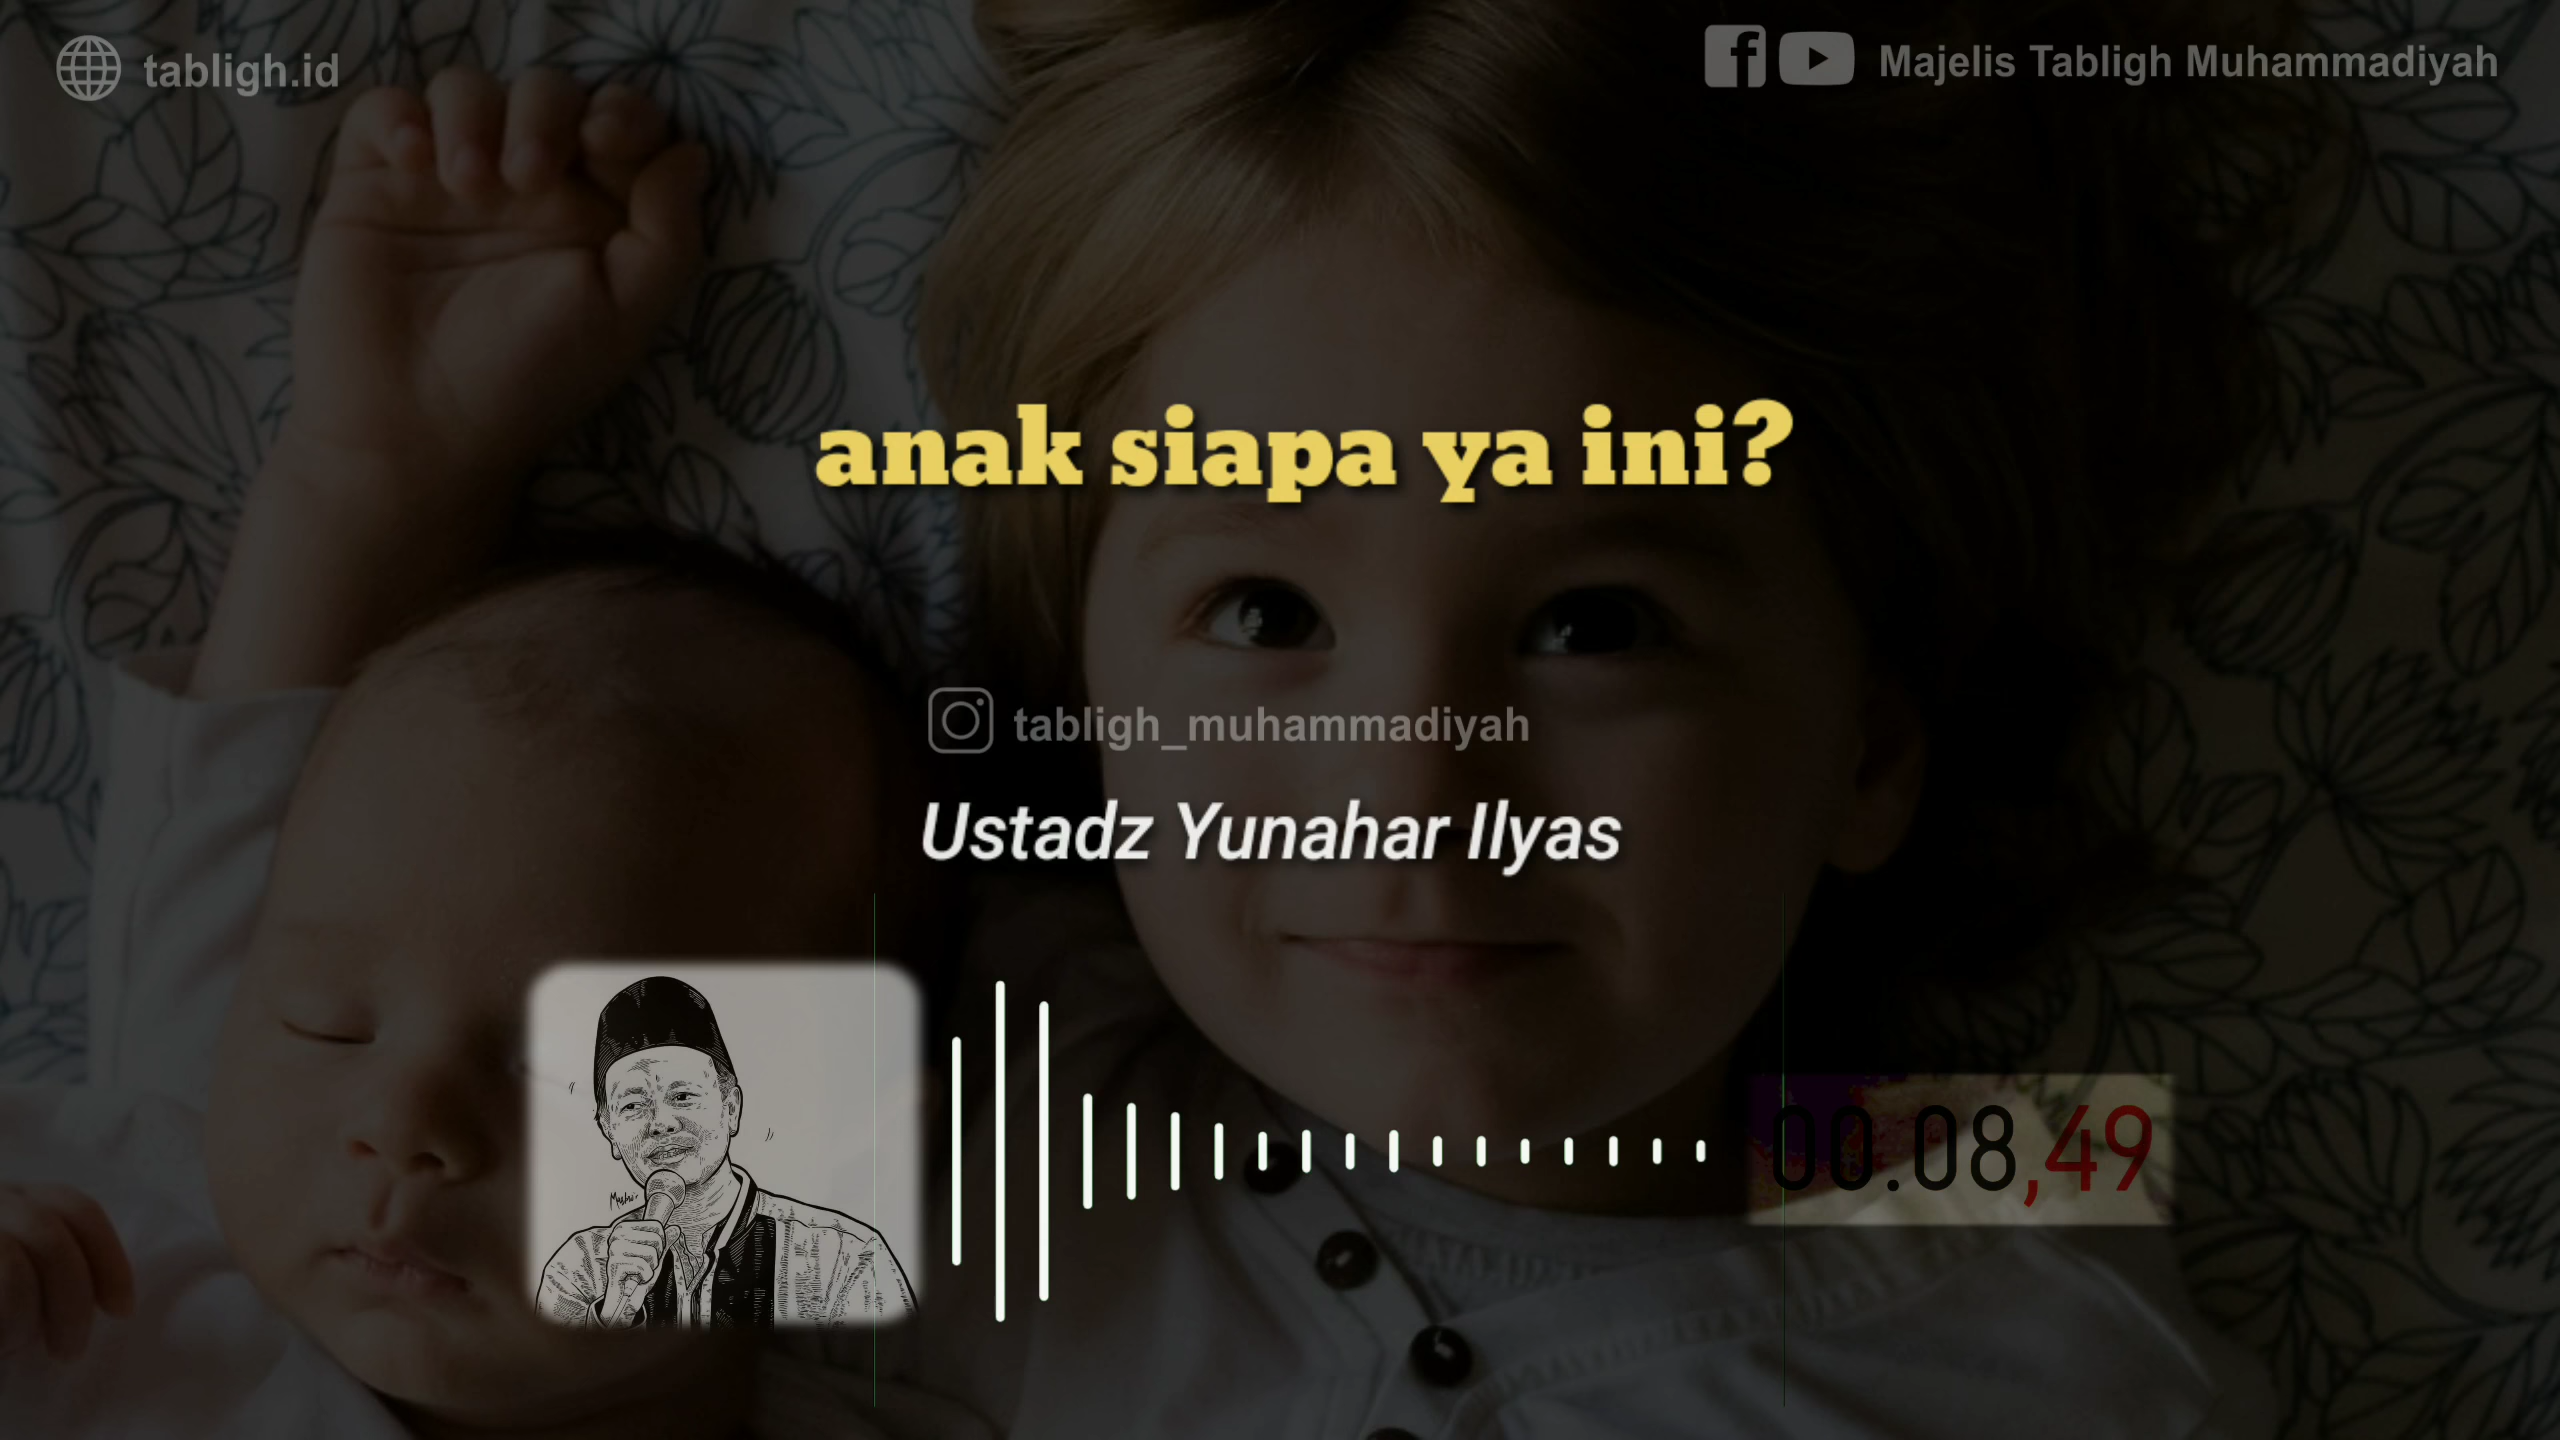 tabligh.id
Majelis Tabligh Muhammadiyah
anak siapa ya ini?
tabligh_muhammadiyah
Ustadz Yunahar Ilyas
00.08,49